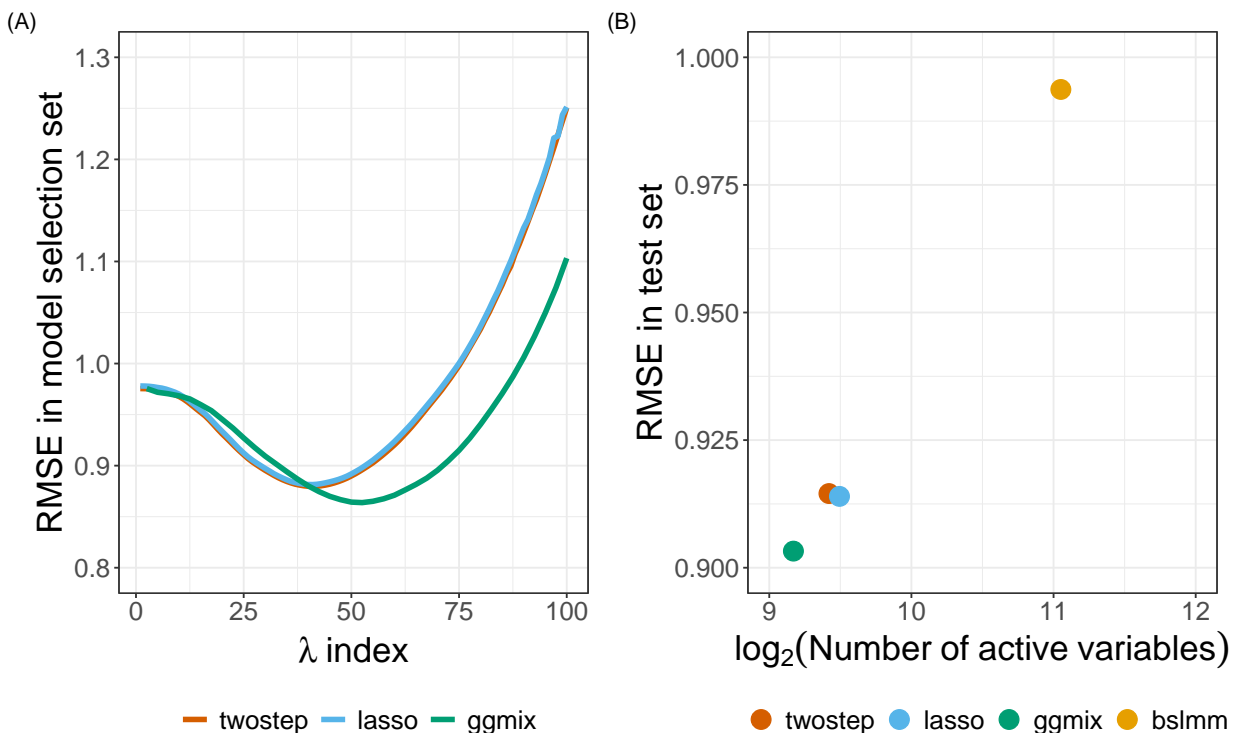 (A)
RMSE in model selection set
1.3
1.2
1.1
1.0
0.9
0.8
0
25
50
75
100
λ index
twostep
lasso
ggmix
(B)
RMSE in test set
1.000
0.975
0.950
0.925
0.900
9
10
11
12
log₂(Number of active variables)
twostep
lasso
ggmix
bslmm